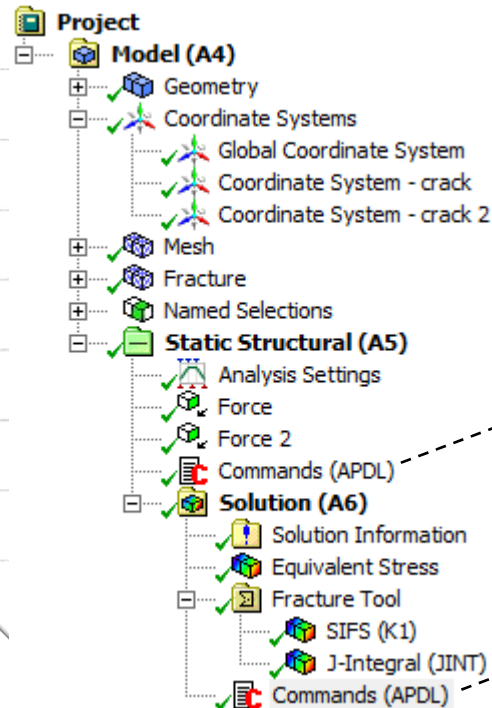 Project
Model (A4)
Geometry
Coordinate Systems
Global Coordinate System
Coordinate System - crack
Coordinate System - crack 2
Mesh
Fracture
Named Selections
Static Structural (A5)
Analysis Settings
Force
Force 2
Commands (APDL)
Solution (A6)
Solution Information
Equivalent Stress
Fracture Tool
SIFS (K1)
J-Integral (JINT)
Commands (APDL)